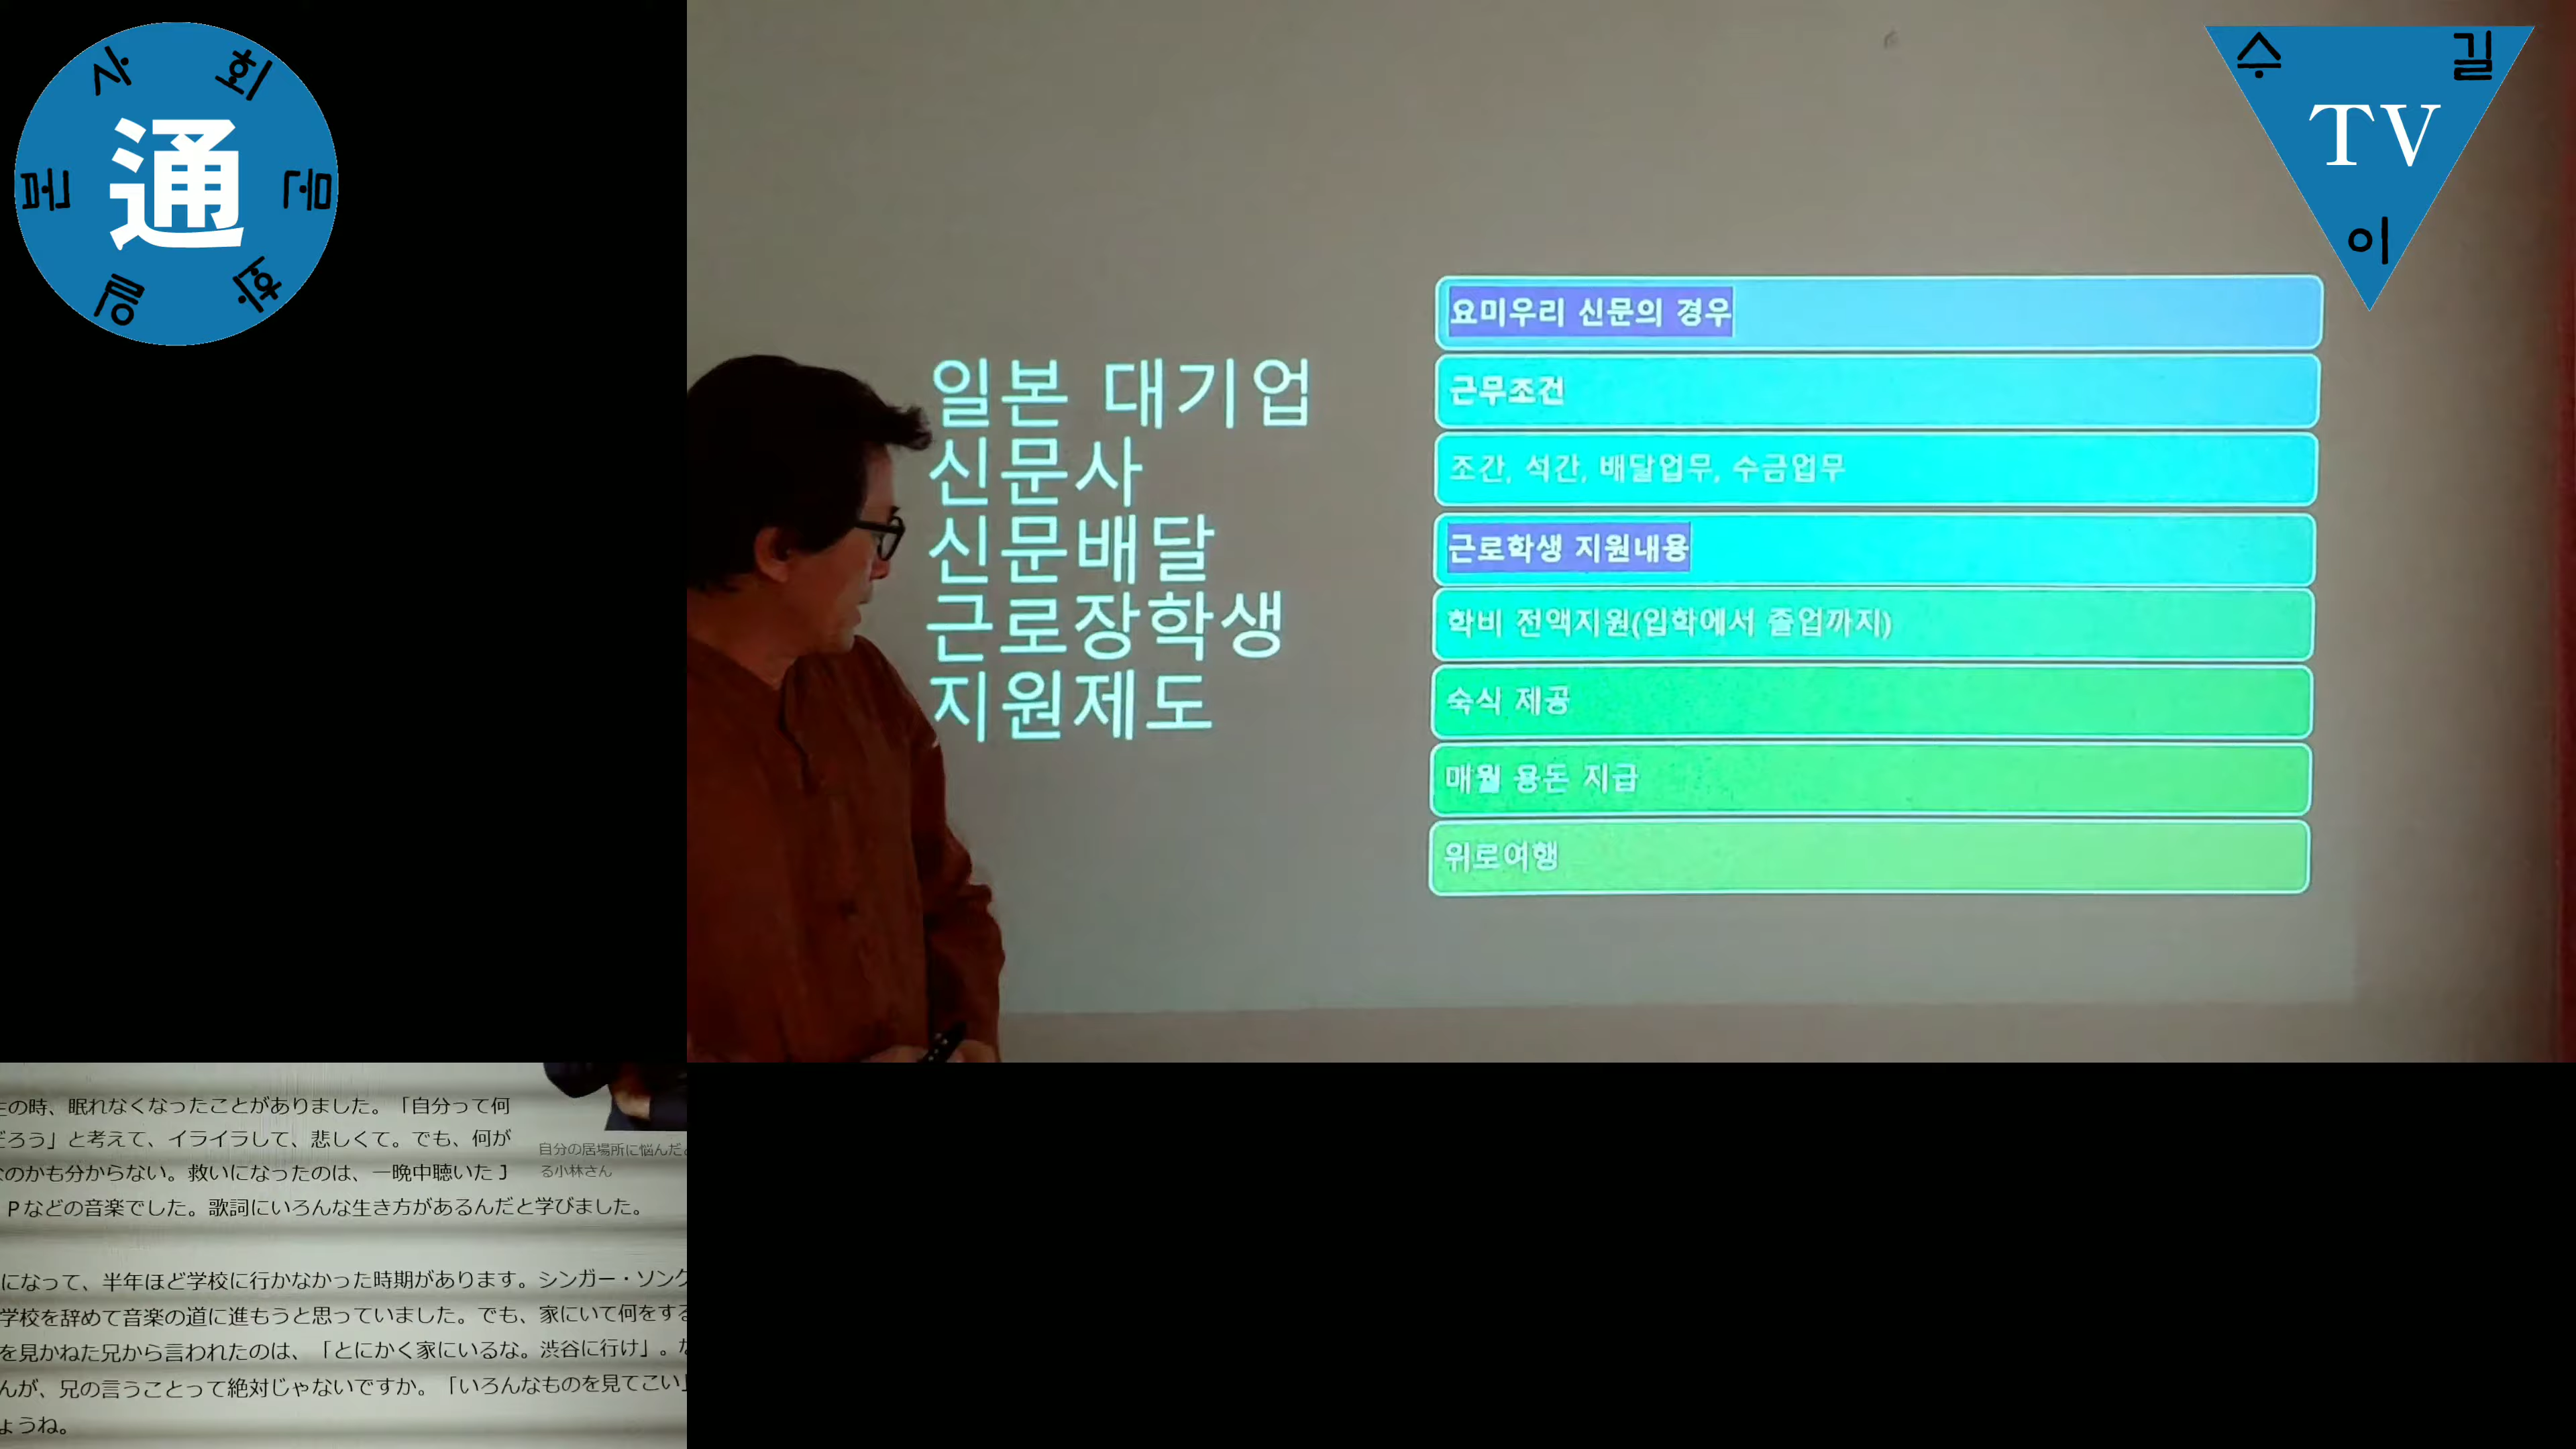 사회문화일본
通
수길이
TV
일본 대기업
신문사
신문배달
근로장학생
지원제도
요미우리 신문의 경우
근무조건
조간, 석간, 배달업무, 수금업무
근로학생 지원내용
학비 전액지원(입학에서 졸업까지)
숙식 제공
매월 용돈 지급
위로여행
の時、眠れなくなったことがありました。「自分って何
だろう」と考えて、イライラして、悲しくて。でも、何が
なのかも分からない。救いになったのは、一晩中聴いたＪ
Ｐなどの音楽でした。歌詞にいろんな生き方があるんだと学びました。
自分の居場所に悩んだと
る小林さん
になって、半年ほど学校に行かなかった時期があります。シンガー・ソング
学校を辞めて音楽の道に進もうと思っていました。でも、家にいて何をする
を見かねた兄から言われたのは、「とにかく家にいるな。渋谷に行け」。な
んが、兄の言うことって絶対じゃないですか。「いろんなものを見てこい」
ょうね。